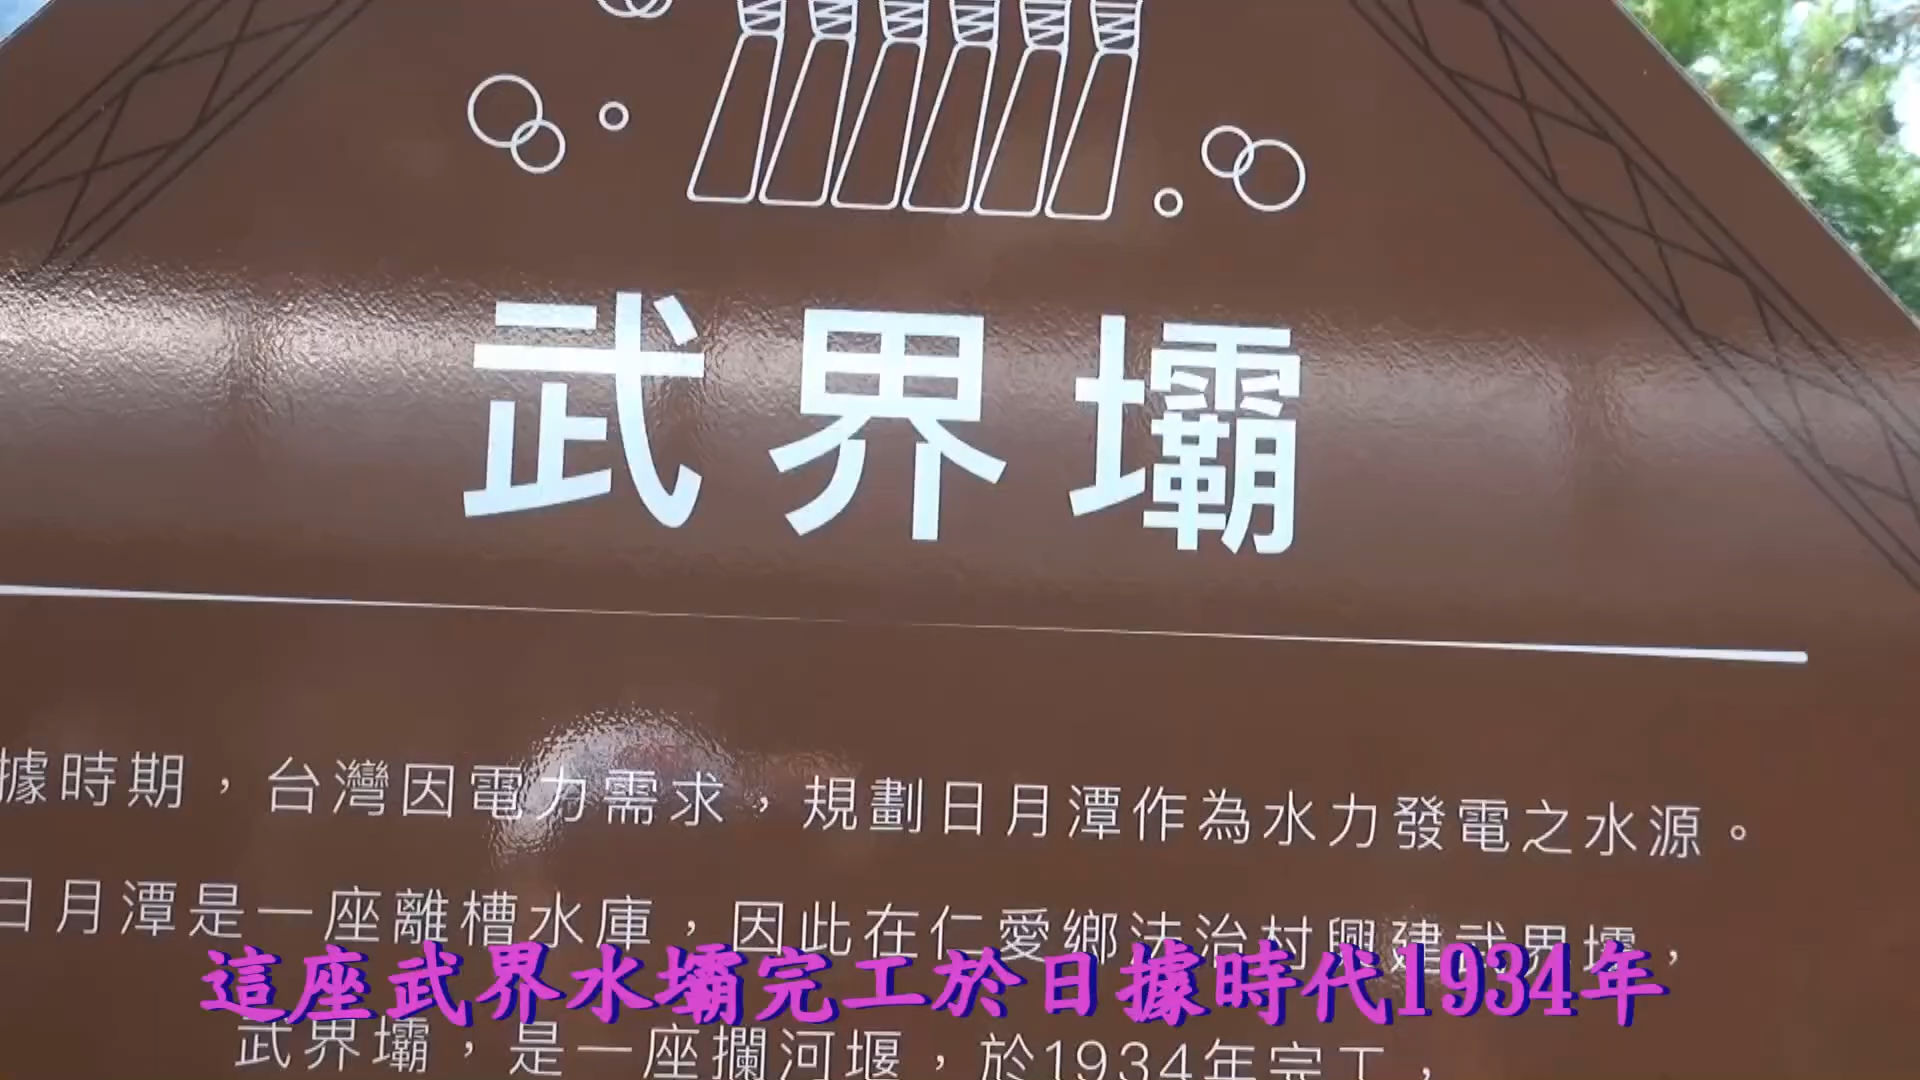 武界壩
據時期，台灣因電力需求，規劃日月潭作為水力發電之水源。
日月潭是一座離槽水庫，因此在仁愛鄉法治村興建武界壩，
這座武界水壩完工於日據時代1934年
武界壩，是一座攔河堰，於1934年完工，